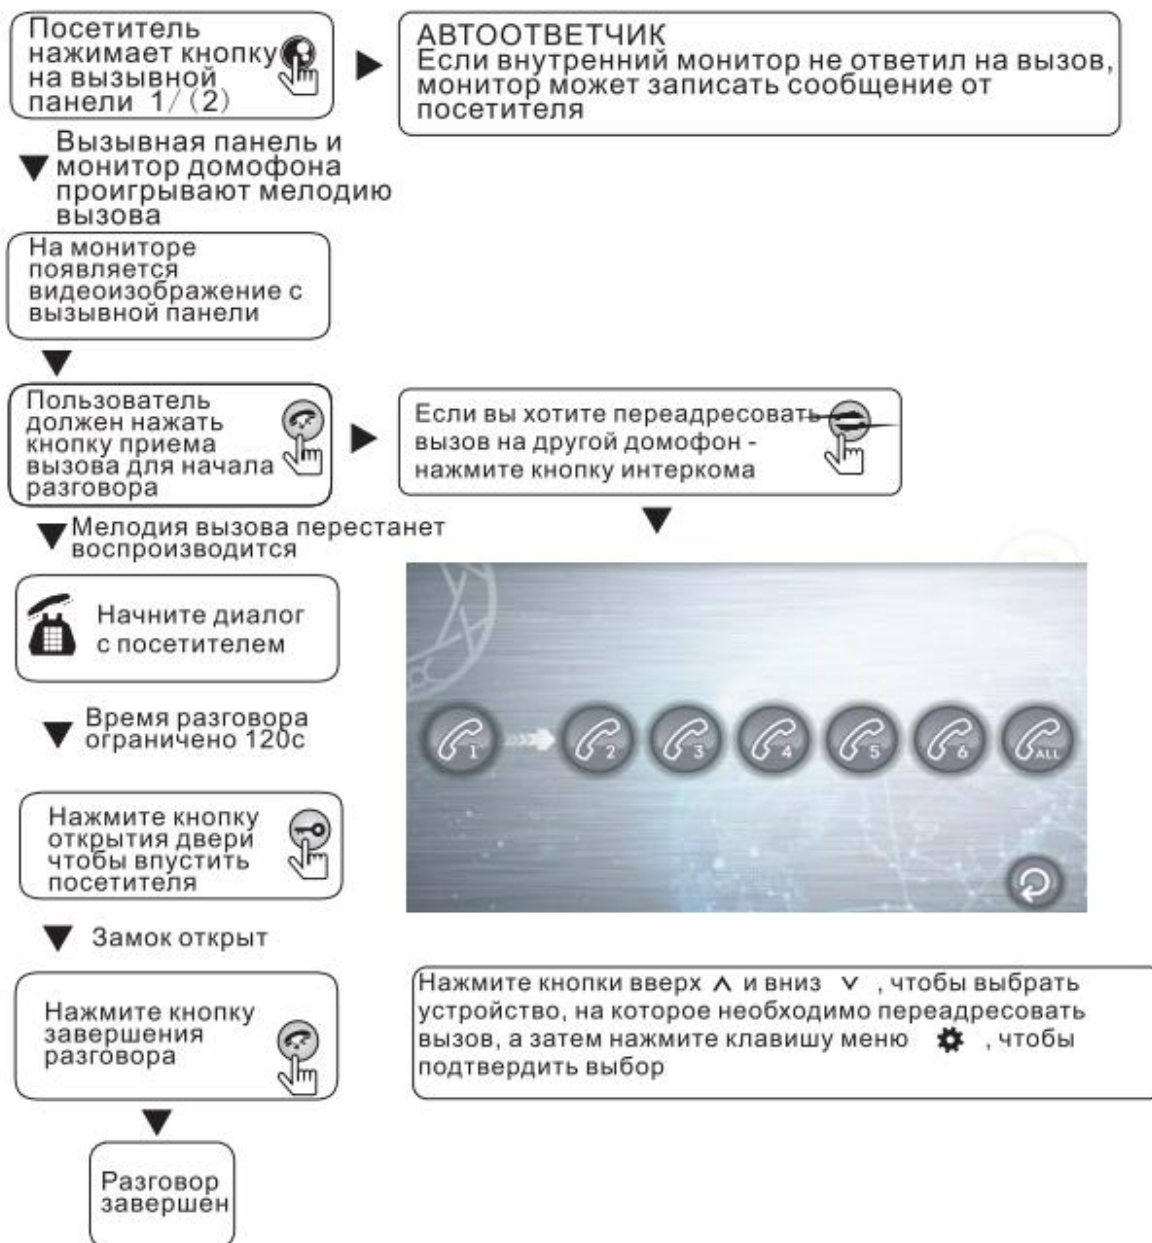 Посетитель
нажимает кнопку
на вызывной
панели 1/(2)
АВТООТВЕТЧИК
Если внутренний монитор не ответил на вызов,
монитор может записать сообщение от
посетителя
Вызывная панель и
монитор домофона
проигрывают мелодию
вызова
На мониторе
появляется
видеоизображение с
вызывной панели
Пользователь
должен нажать
кнопку приема
вызова для начала
разговора
Если вы хотите переадресовать
вызов на другой домофон -
нажмите кнопку интеркома
Мелодия вызова перестанет
воспроизводится
Начните диалог
с посетителем
Время разговора
ограничено 120с
1 2 3 4 5 6 ALL
Нажмите кнопку
открытия двери
чтобы впустить
посетителя
Замок открыт
Нажмите кнопку
завершения
разговора
Нажмите кнопки вверх ∧ и вниз ∨ , чтобы выбрать
устройство, на которое необходимо переадресовать
вызов, а затем нажмите клавишу меню ⚙ , чтобы
подтвердить выбор
Разговор
завершен